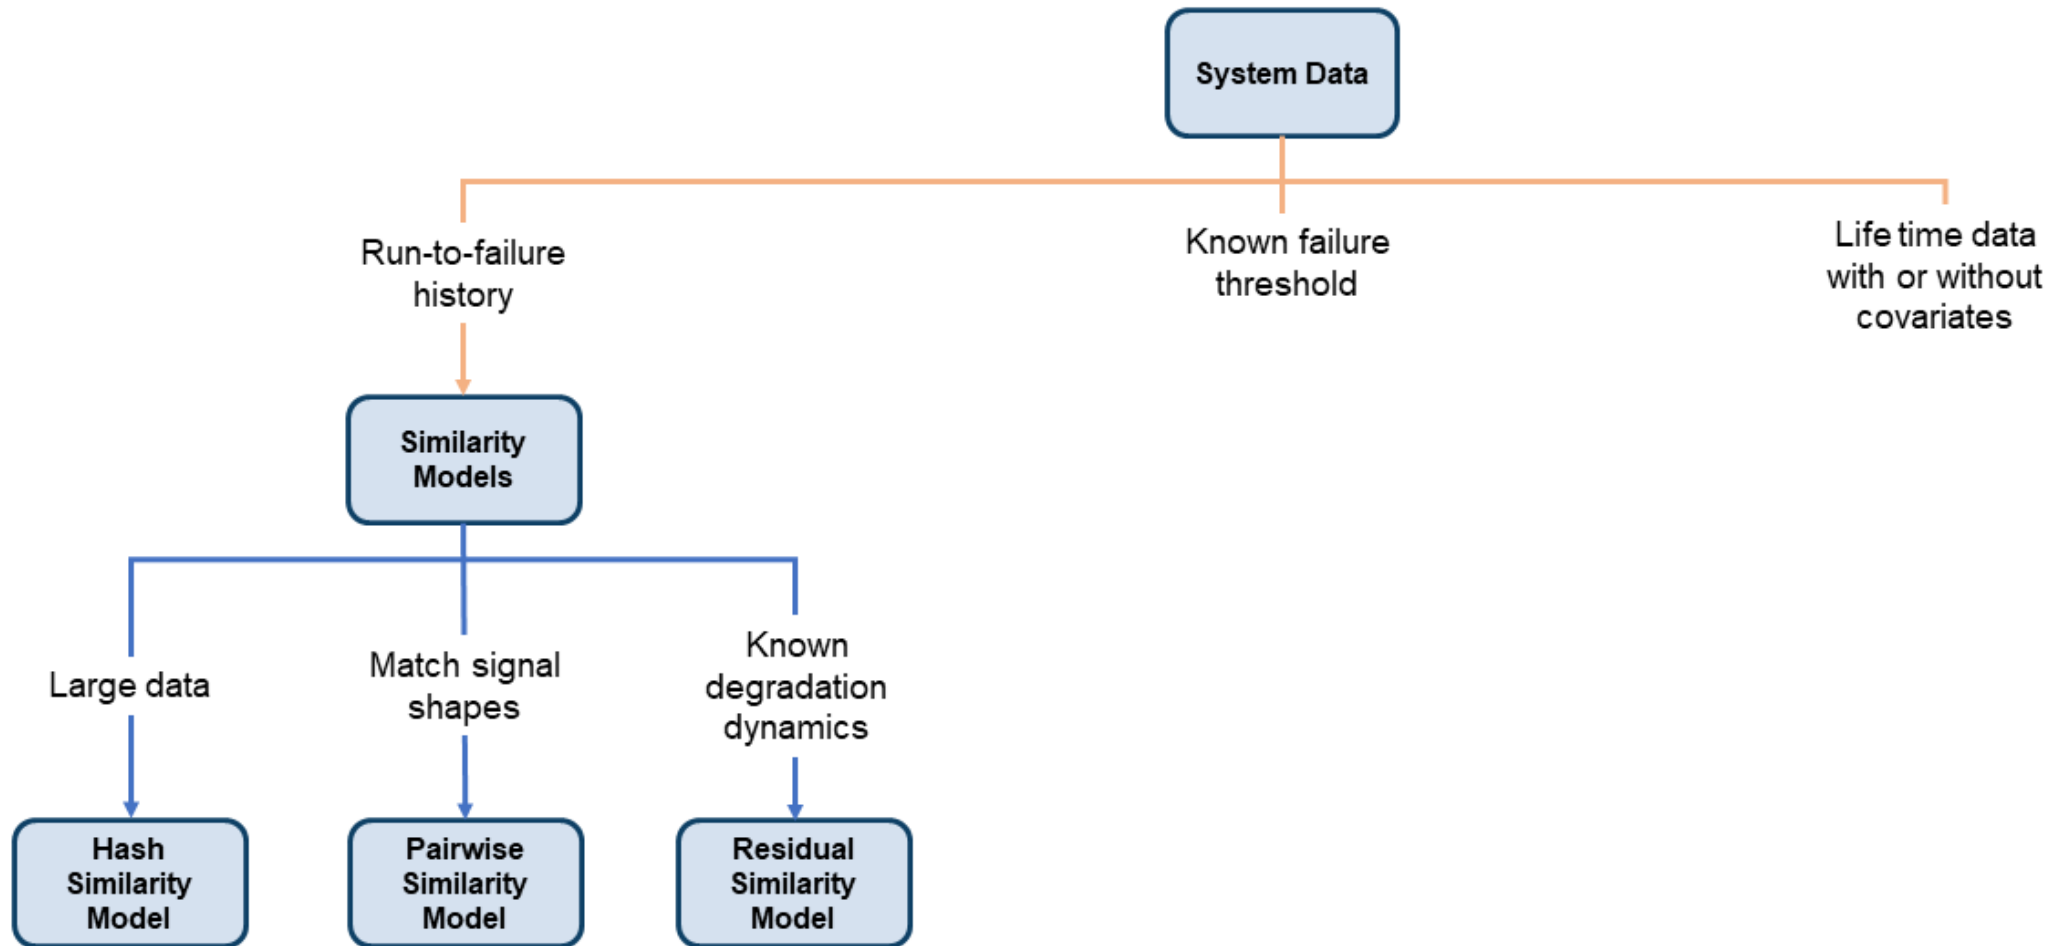 System Data
Run-to-failure
history
Known failure
threshold
Life time data
with or without
covariates
Similarity
Models
Large data
Match signal
shapes
Known
degradation
dynamics
Hash
Similarity
Model
Pairwise
Similarity
Model
Residual
Similarity
Model